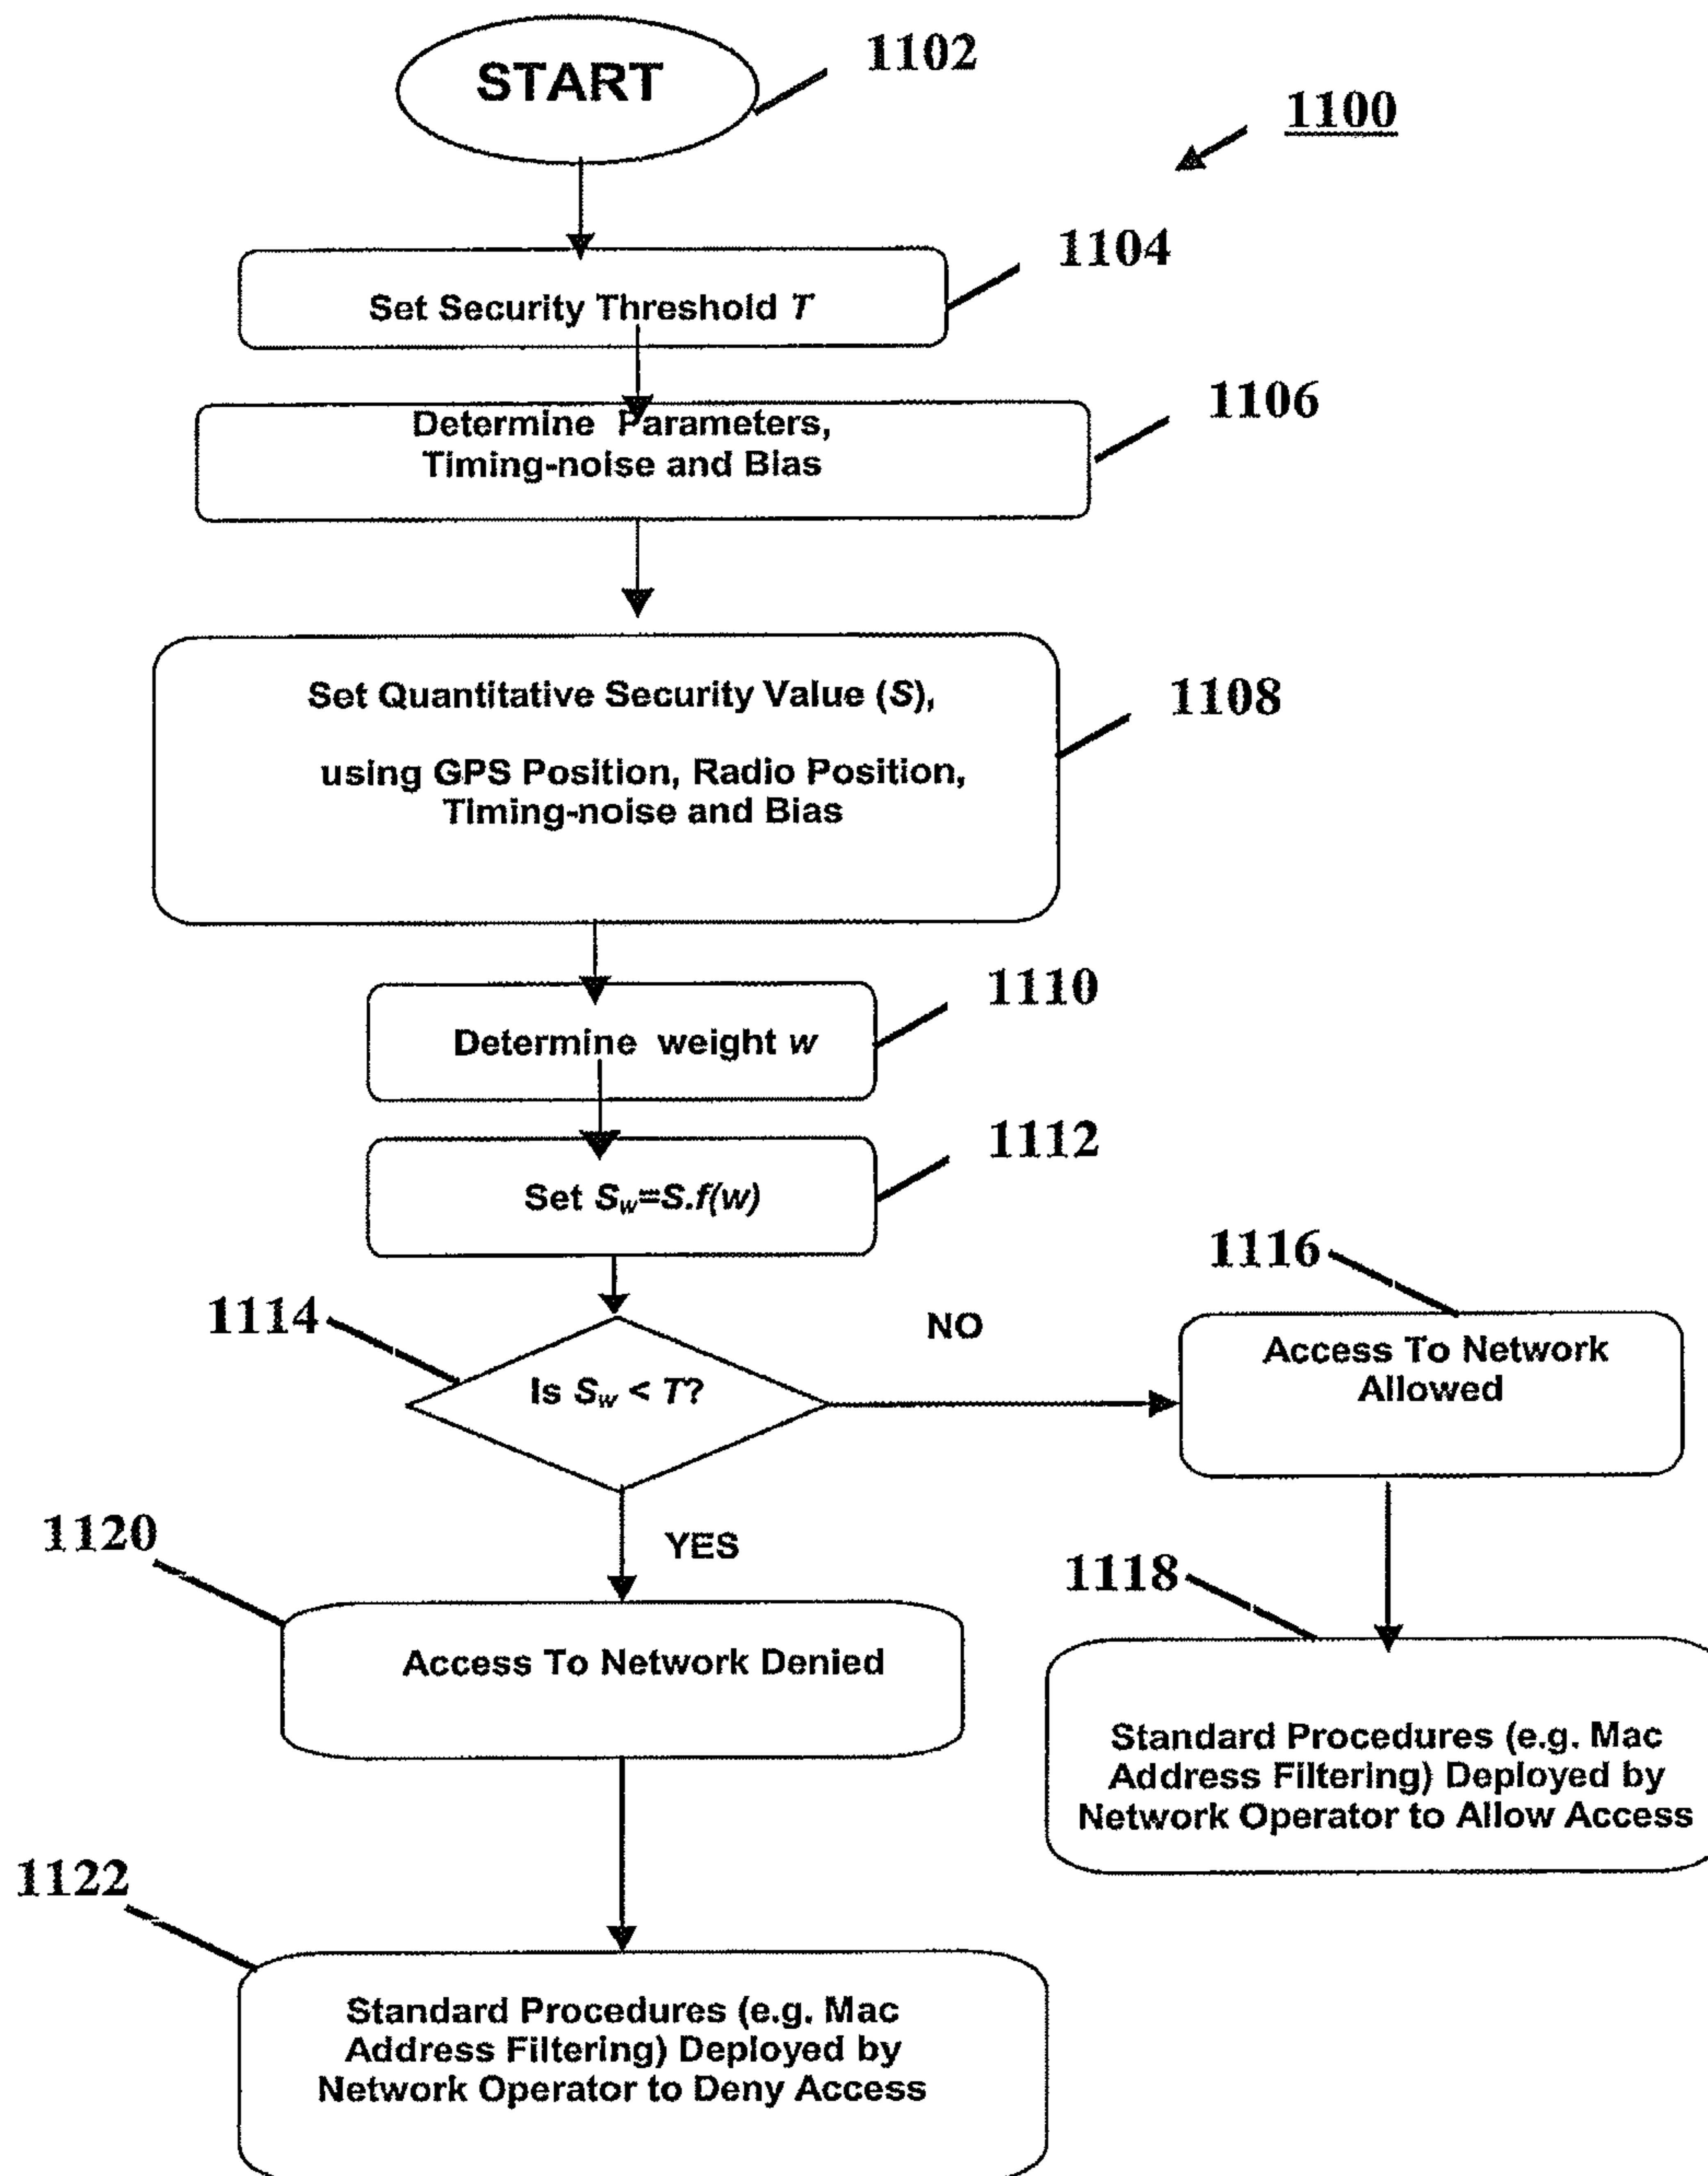 START
1102
1100
1104
Set Security Threshold T
1106
Determine Parameters,
Timing-noise and Bias
Set Quantitative Security Value (S),
1108
using GPS Position, Radio Position,
Timing-noise and Bias
1110
Determine weight w
1112
Set Sw=S.f(w)
1114
Is Sw < T?
NO
1116
Access To Network
Allowed
YES
1120
Access To Network Denied
1118
Standard Procedures (e.g. Mac
Address Filtering) Deployed by
Network Operator to Allow Access
1122
Standard Procedures (e.g. Mac
Address Filtering) Deployed by
Network Operator to Deny Access